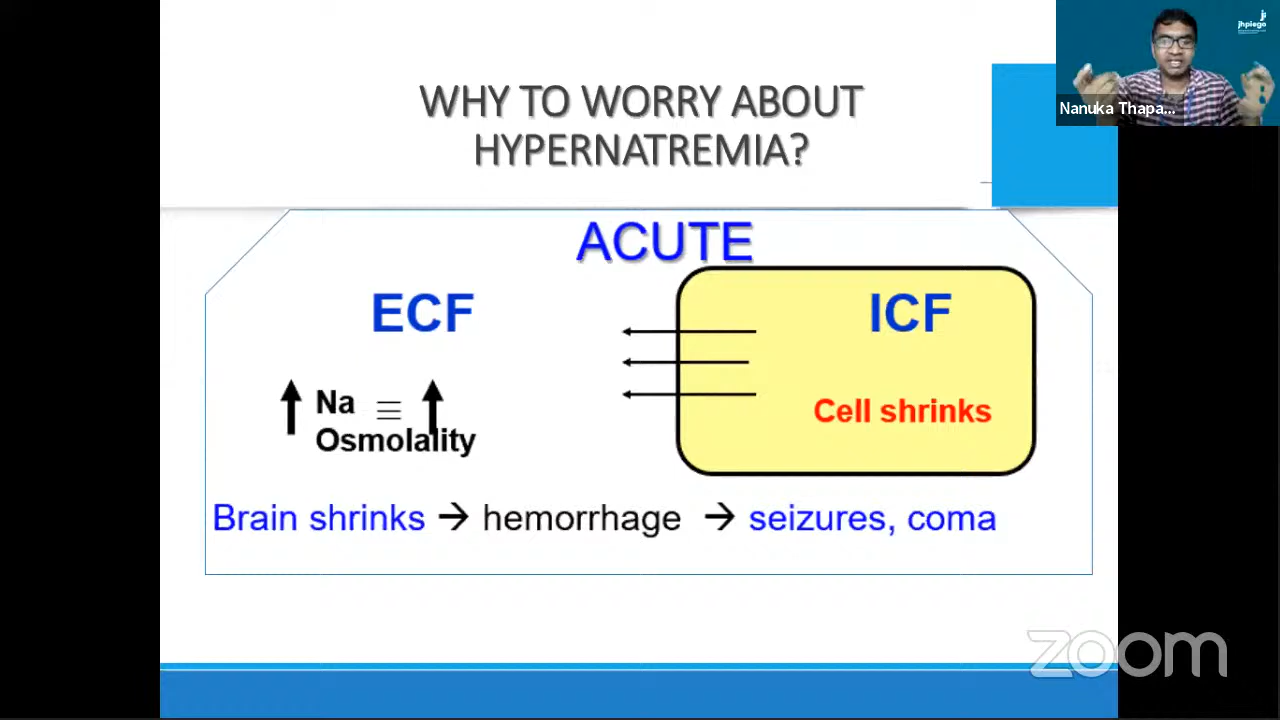 WHY TO WORRY ABOUT
HYPERNATREMIA?
jhpiego
Nanuka Thapa...
ACUTE
ECF
ICF
Na ≡
Osmolality
Cell shrinks
Brain shrinks → hemorrhage → seizures, coma
zoom